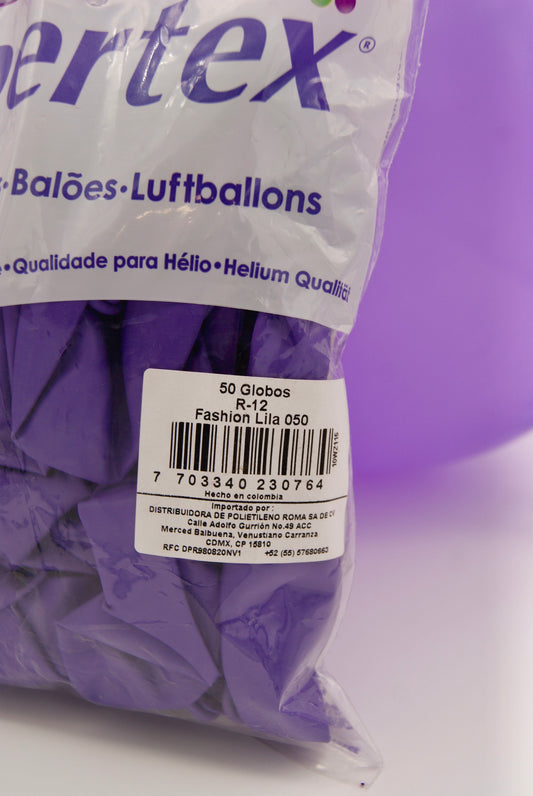 ertex®
Balões•Luftballons
•Qualidade para Hélio•Helium Qualität
50 Globos
R-12
Fashion Lila 050
10WZ116
7 703340 230764
Hecho en colombia
Importado por :
DISTRIBUIDORA DE POLIETILENO ROMA SA DE CV
Calle Adolfo Gurrión No.49 ACC
Merced Balbuena, Venustiano Carranza
CDMX, CP 15810
RFC DPR980820NV1 +52 (55) 57680660